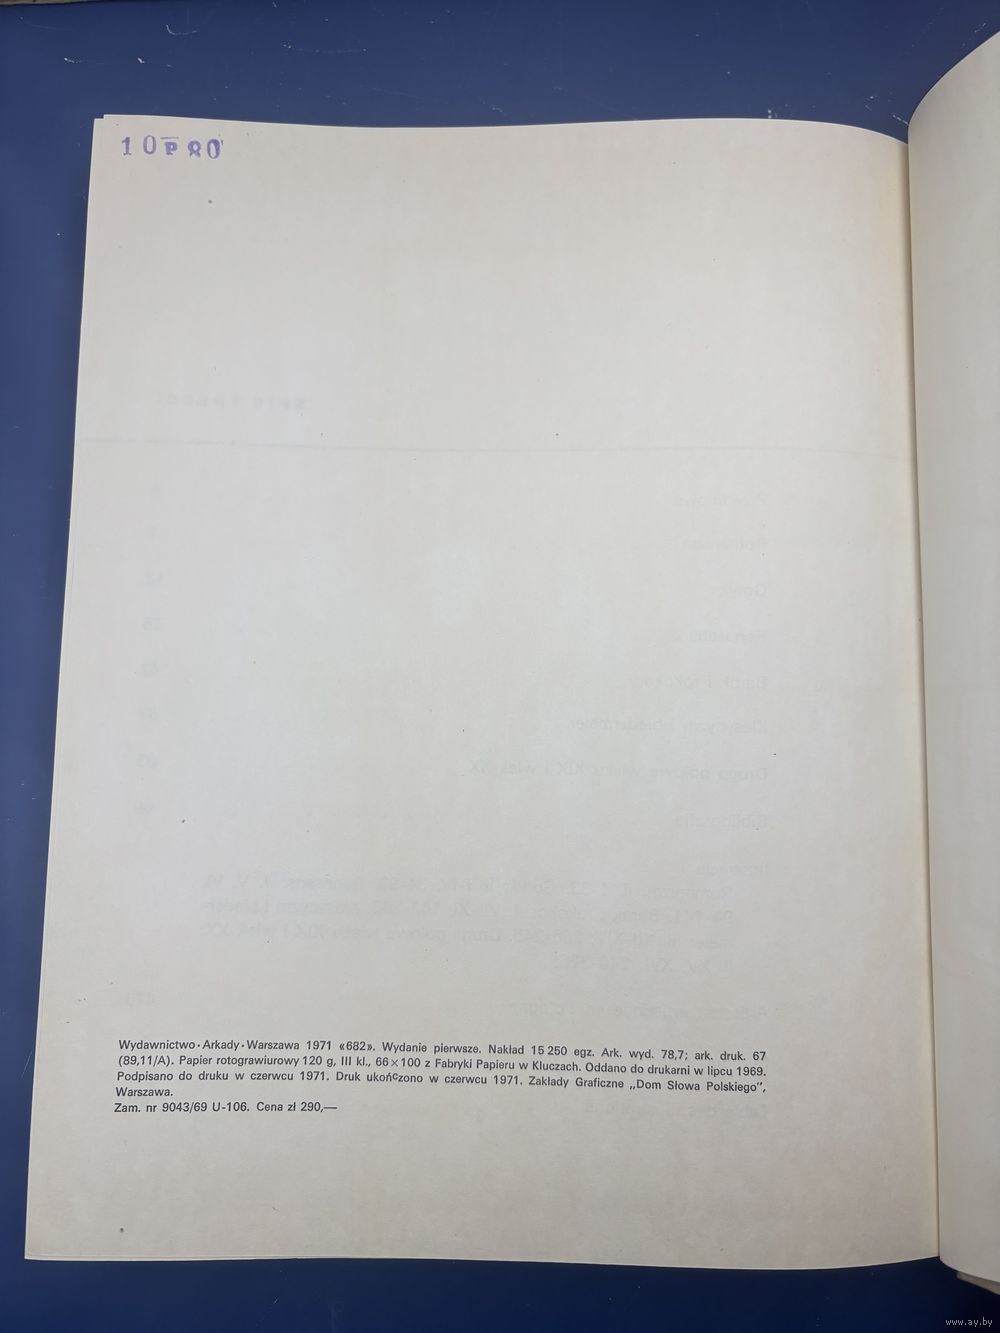 10 P 80
Wydawnictwo · Arkady · Warszawa 1971 «682». Wydanie pierwsze. Nakład 15 250 egz. Ark. wyd. 78,7; ark. druk. 67
(89,11/A). Papier rotograwiurowy 120 g, III kl., 66×100 z Fabryki Papieru w Kluczach. Oddano do drukarni w lipcu 1969.
Podpisano do druku w czerwcu 1971. Druk ukończono w czerwcu 1971. Zakłady Graficzne „Dom Słowa Polskiego”,
Warszawa.
Zam. nr 9043/69 U-106. Cena zł 290,—
www.ay.by